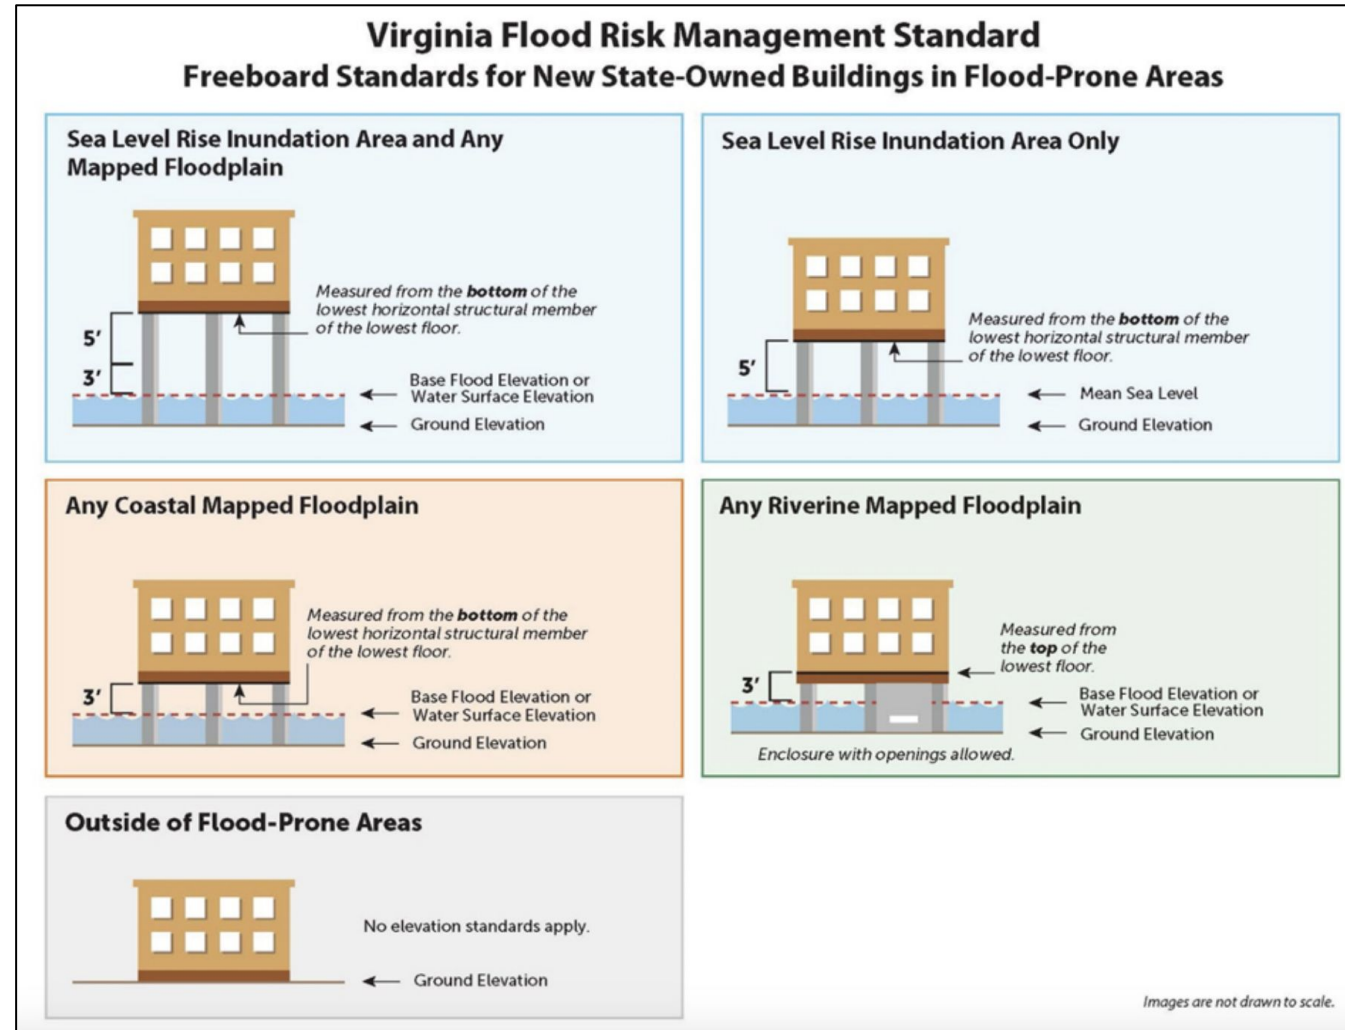 Virginia Flood Risk Management Standard
Freeboard Standards for New State-Owned Buildings in Flood-Prone Areas
Sea Level Rise Inundation Area and Any
Mapped Floodplain
Measured from the bottom of the
lowest horizontal structural member
of the lowest floor.
5′
3′
Base Flood Elevation or
Water Surface Elevation
Ground Elevation
Sea Level Rise Inundation Area Only
Measured from the bottom of the
lowest horizontal structural member
of the lowest floor.
5′
Mean Sea Level
Ground Elevation
Any Coastal Mapped Floodplain
Measured from the bottom of the
lowest horizontal structural member
of the lowest floor.
3′
Base Flood Elevation or
Water Surface Elevation
Ground Elevation
Any Riverine Mapped Floodplain
Measured from
the top of the
lowest floor.
3′
Base Flood Elevation or
Water Surface Elevation
Ground Elevation
Enclosure with openings allowed.
Outside of Flood-Prone Areas
No elevation standards apply.
Ground Elevation
Images are not drawn to scale.